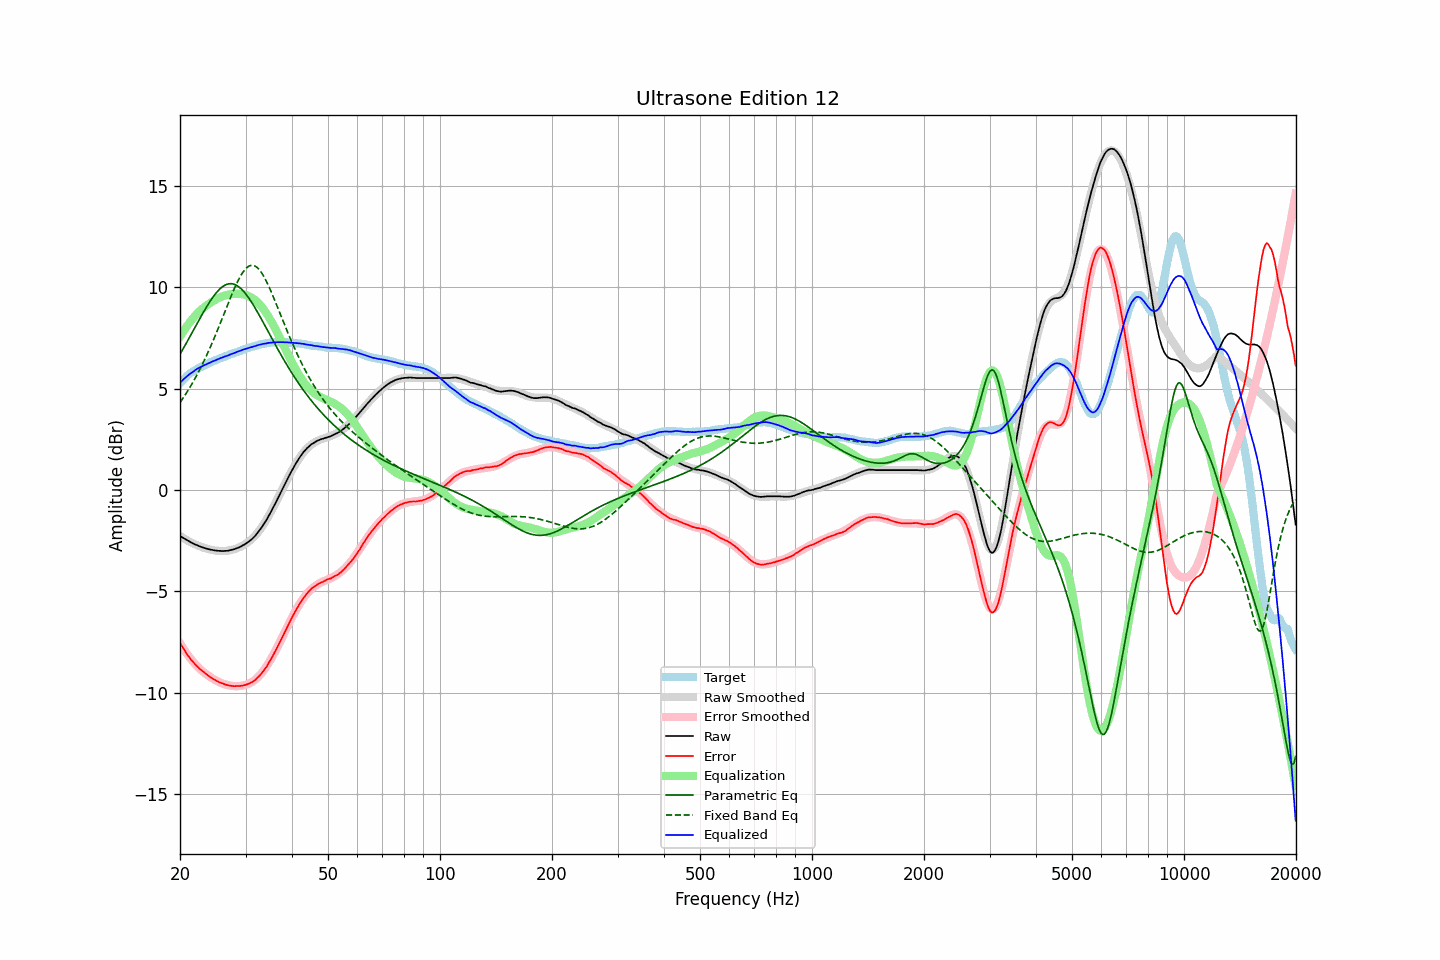 Ultrasone Edition 12
Amplitude (dBr)
15
10
5
0
−5
−10
−15
Target
Raw Smoothed
Error Smoothed
Raw
Error
Equalization
Parametric Eq
Fixed Band Eq
Equalized
20 50 100 200 500 1000 2000 5000 10000 20000
Frequency (Hz)